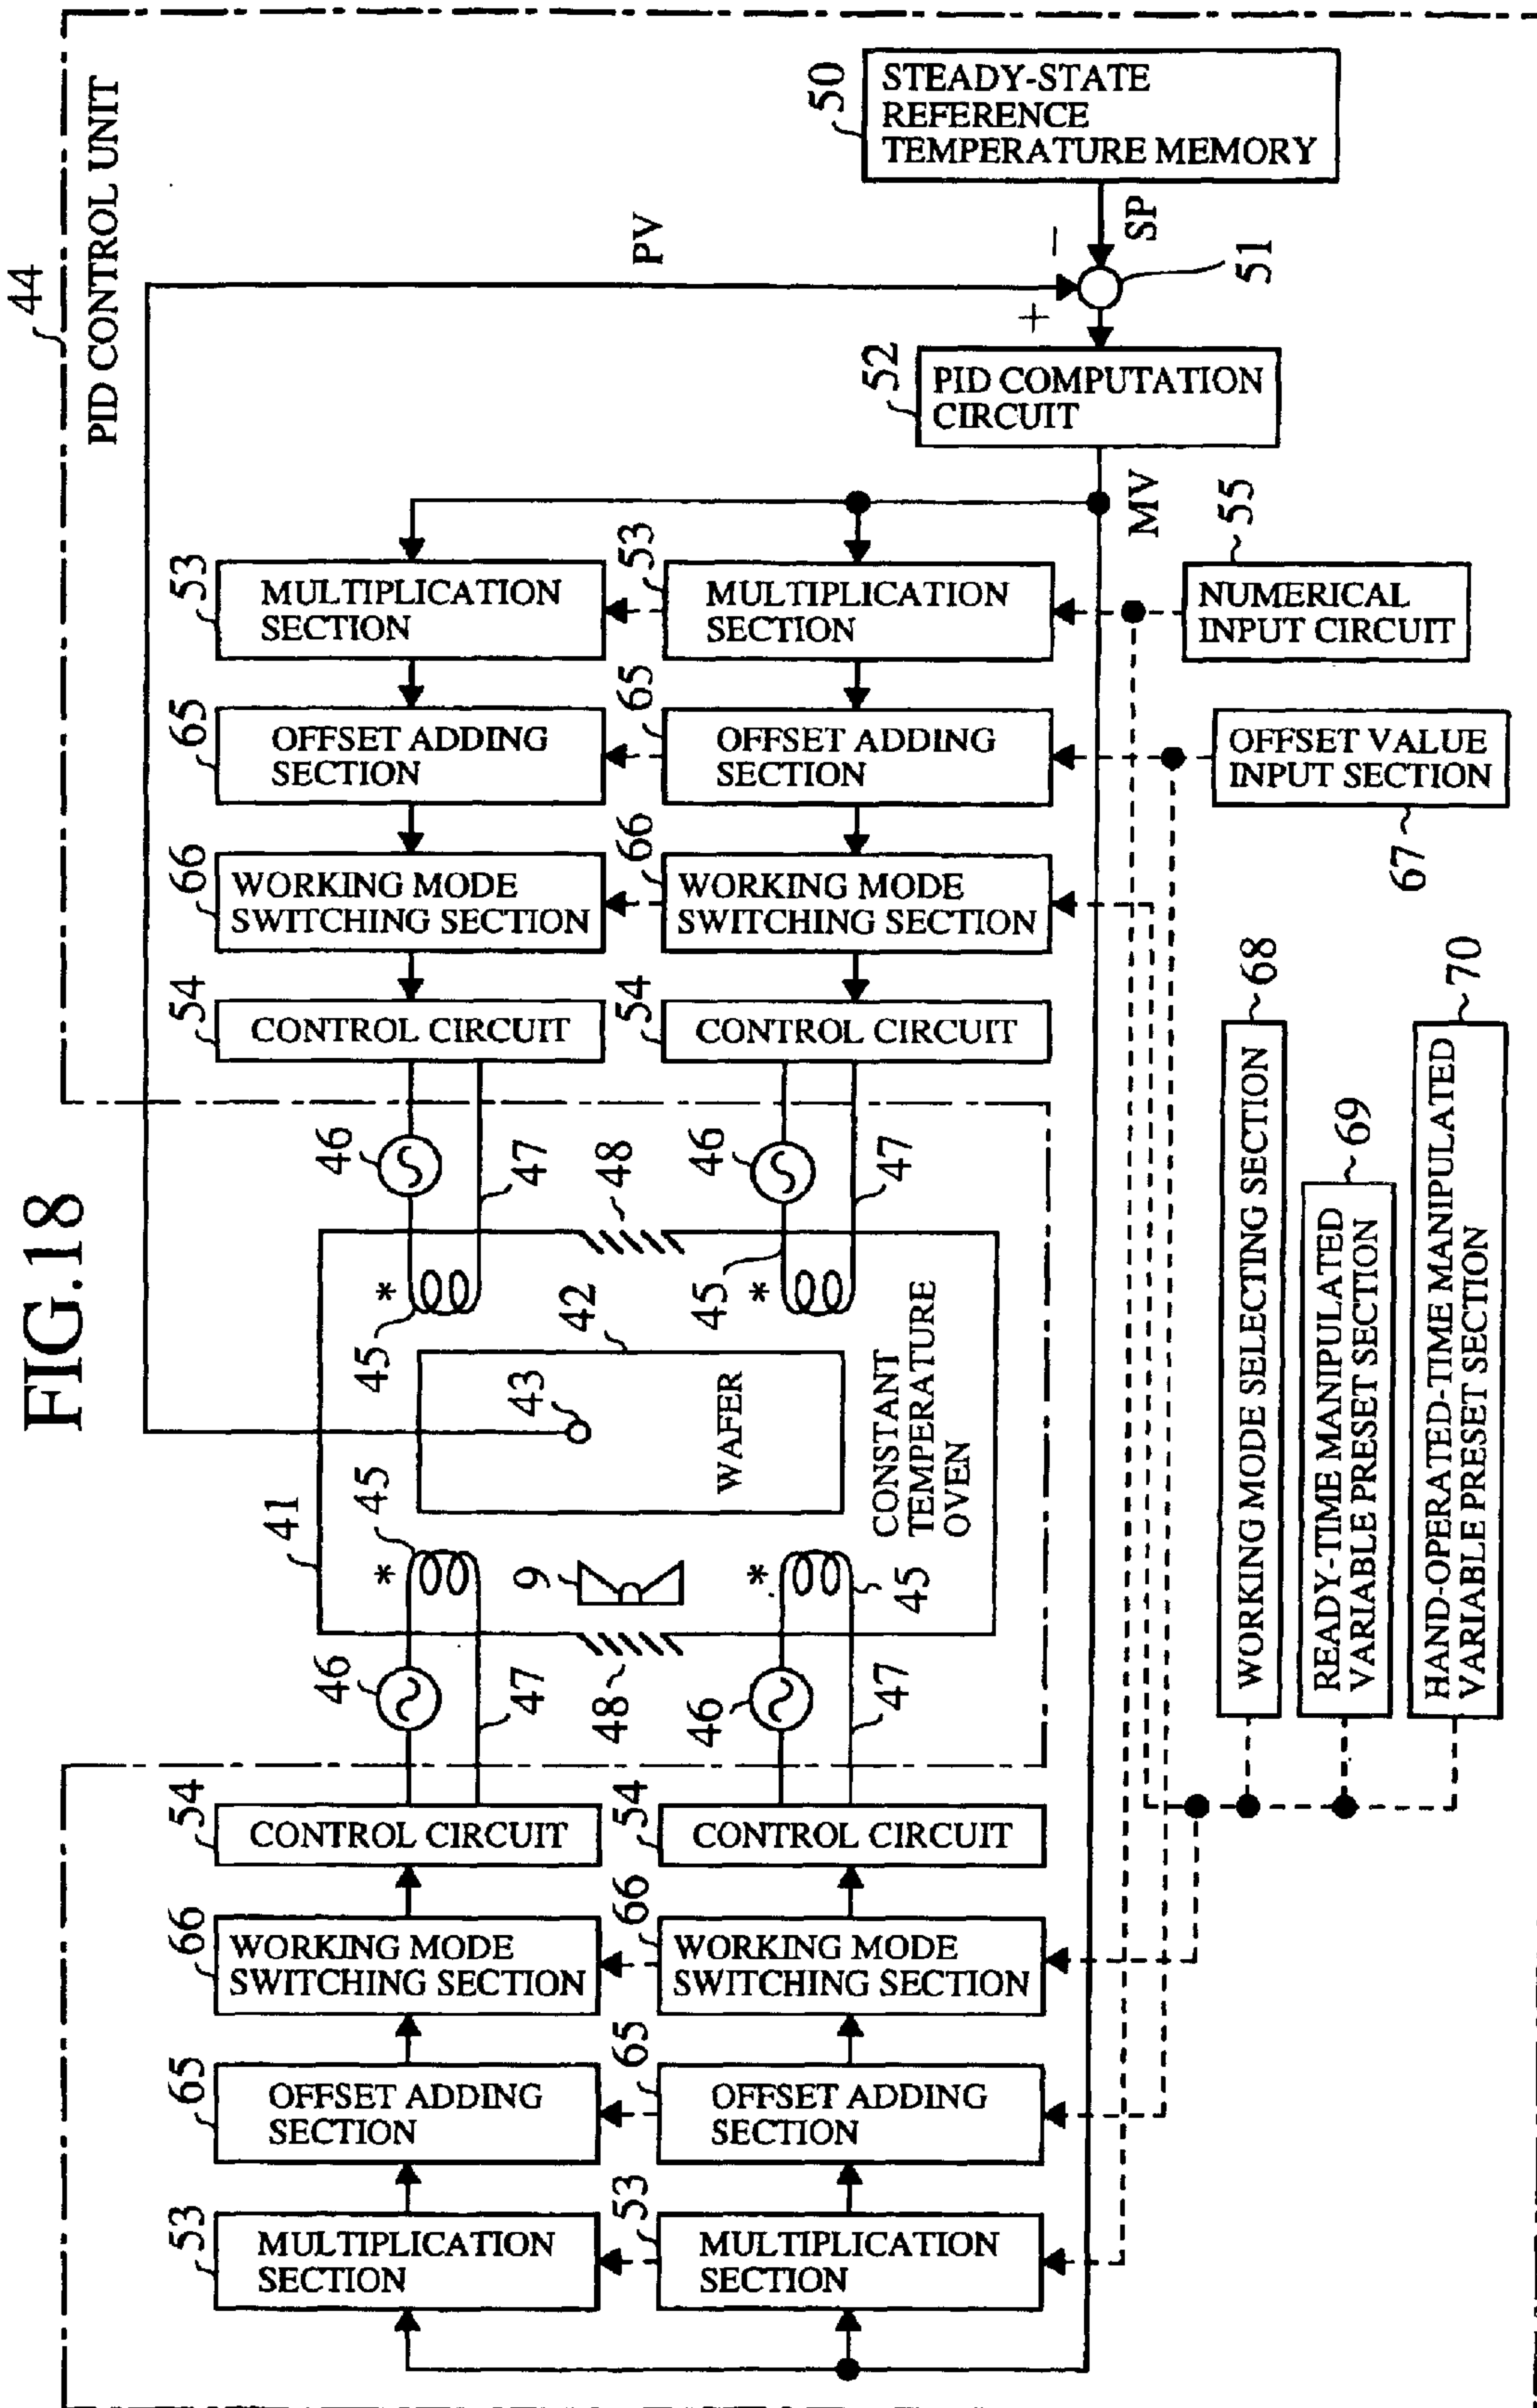 FIG.18
44
PID CONTROL UNIT
PV
50
STEADY-STATE
REFERENCE
TEMPERATURE MEMORY
SP
−
+
51
52
PID COMPUTATION
CIRCUIT
MV
53
MULTIPLICATION
SECTION
53
MULTIPLICATION
SECTION
55
NUMERICAL
INPUT CIRCUIT
65
OFFSET ADDING
SECTION
65
OFFSET ADDING
SECTION
OFFSET VALUE
INPUT SECTION
67
66
WORKING MODE
SWITCHING SECTION
66
WORKING MODE
SWITCHING SECTION
54
CONTROL CIRCUIT
54
CONTROL CIRCUIT
46
47
48
46
47
45
*
45
*
42
43
WAFER
CONSTANT
TEMPERATURE
OVEN
41
45
*
9
*
45
46
47
48
46
47
WORKING MODE SELECTING SECTION
68
READY-TIME MANIPULATED
VARIABLE PRESET SECTION
69
HAND-OPERATED-TIME MANIPULATED
VARIABLE PRESET SECTION
70
54
CONTROL CIRCUIT
54
CONTROL CIRCUIT
66
WORKING MODE
SWITCHING SECTION
66
WORKING MODE
SWITCHING SECTION
65
OFFSET ADDING
SECTION
65
OFFSET ADDING
SECTION
53
MULTIPLICATION
SECTION
53
MULTIPLICATION
SECTION